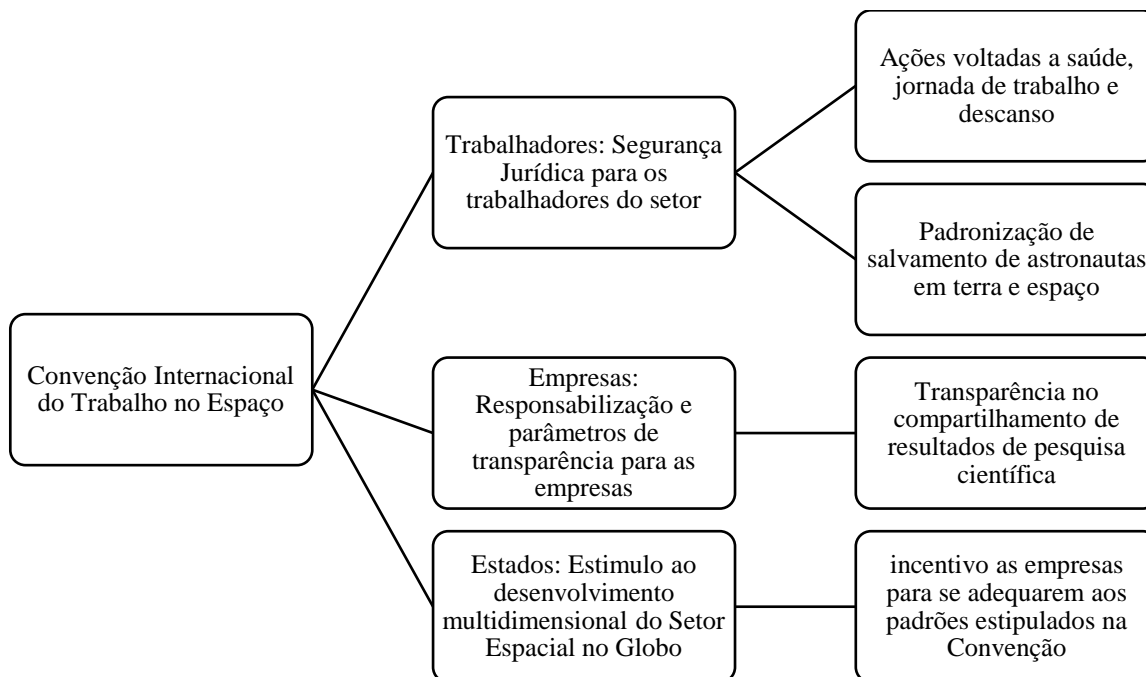 Convenção Internacional
do Trabalho no Espaço
Trabalhadores: Segurança
Jurídica para os
trabalhadores do setor
Ações voltadas a saúde,
jornada de trabalho e
descanso
Padronização de
salvamento de astronautas
em terra e espaço
Empresas:
Responsabilização e
parâmetros de
transparência para as
empresas
Transparência no
compartilhamento de
resultados de pesquisa
científica
Estados: Estimulo ao
desenvolvimento
multidimensional do Setor
Espacial no Globo
incentivo as empresas
para se adequarem aos
padrões estipulados na
Convenção